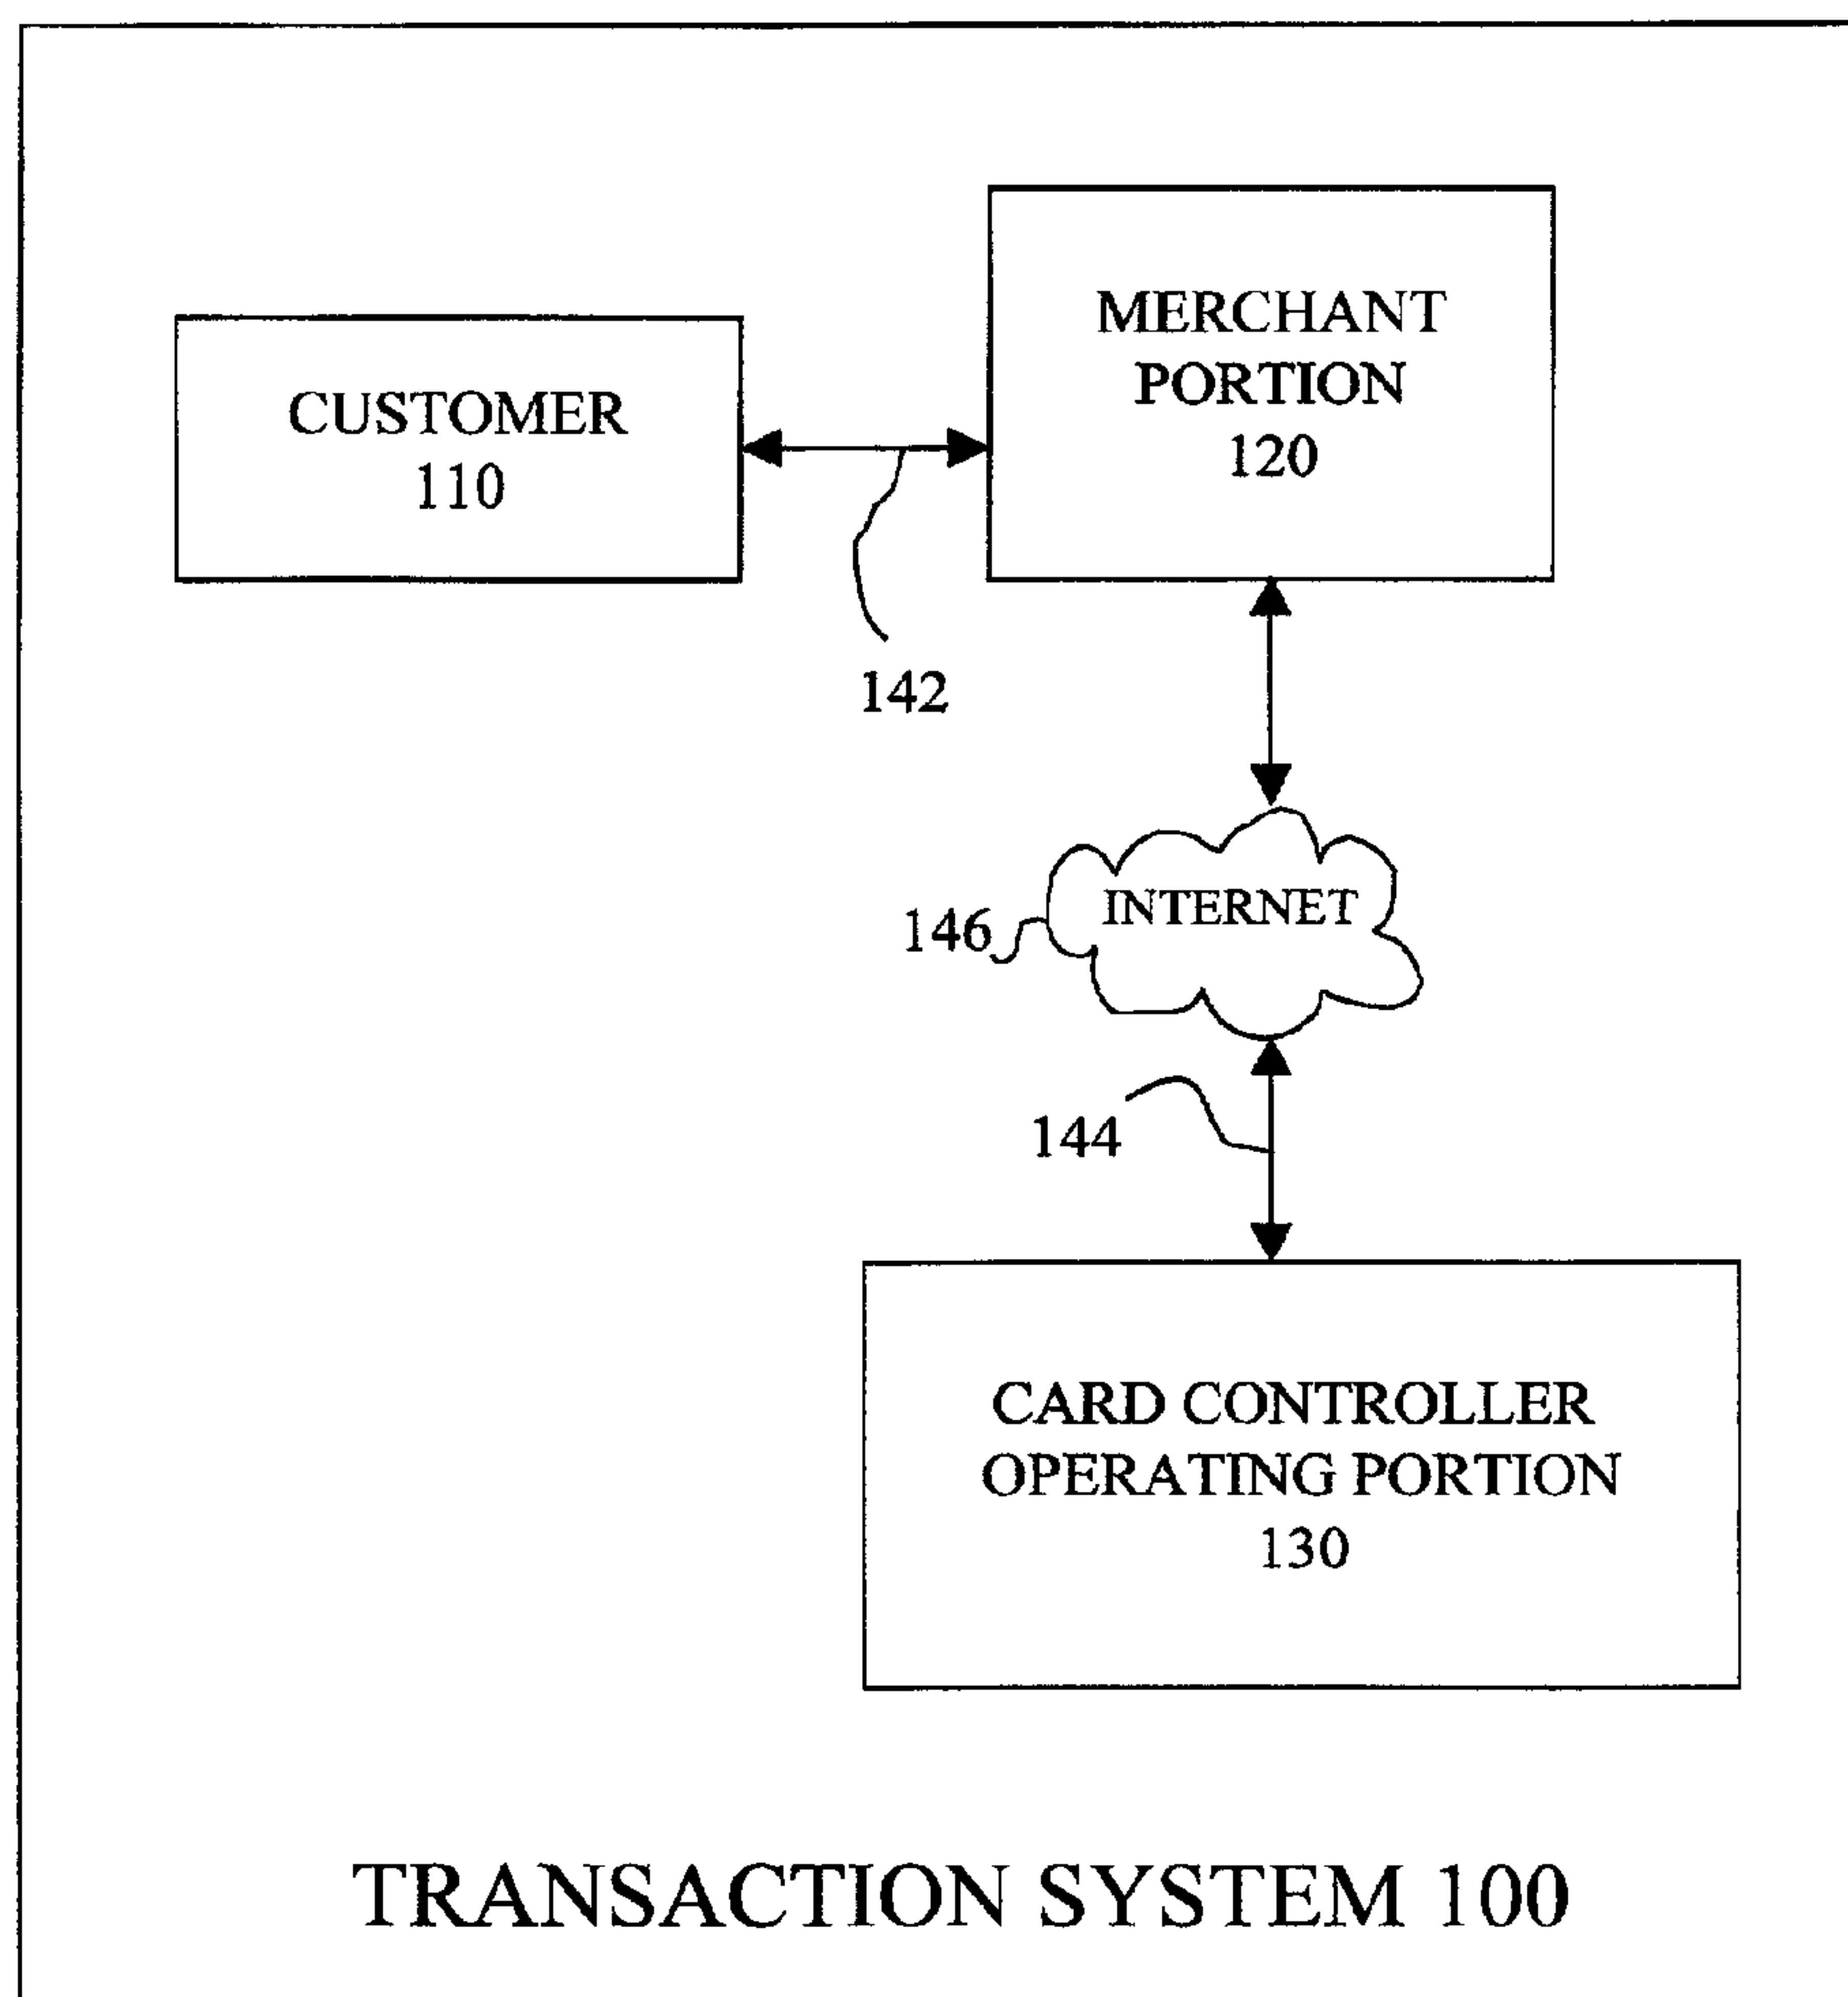 MERCHANT
PORTION
120
CUSTOMER
110
142
INTERNET
146
144
CARD CONTROLLER
OPERATING PORTION
130
TRANSACTION SYSTEM 100